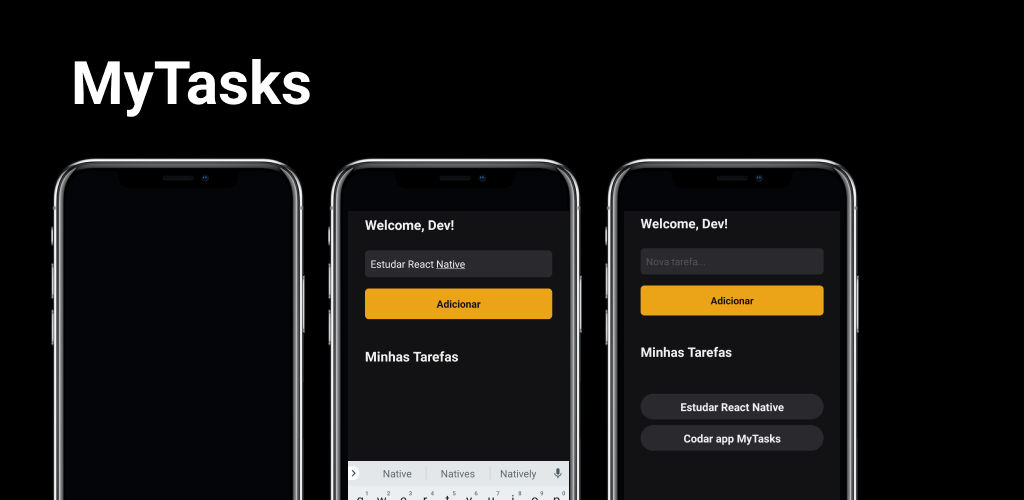 MyTasks
Welcome, Dev!
Estudar React Native
Adicionar
Minhas Tarefas
Native Natives Natively
Welcome, Dev!
Nova tarefa...
Adicionar
Minhas Tarefas
Estudar React Native
Codar app MyTasks